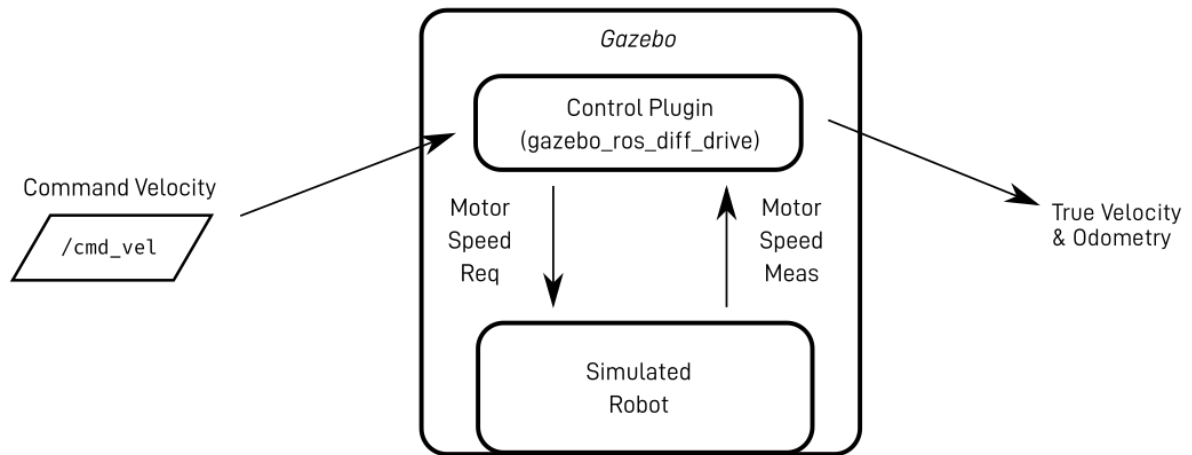 Gazebo
Control Plugin
(gazebo_ros_diff_drive)
Command Velocity
/cmd_vel
Motor
Speed
Req
Motor
Speed
Meas
True Velocity
& Odometry
Simulated
Robot